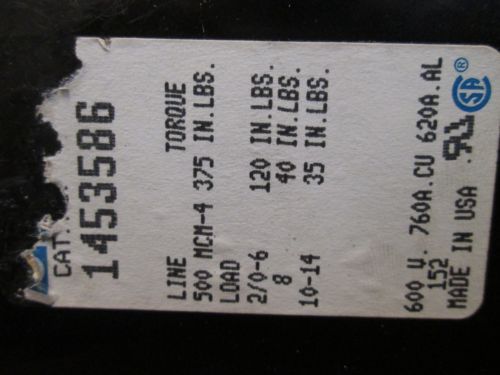 CAT.
1453586
LINE TORQUE
500 MCM-4 375 IN.LBS.
LOAD
2/0-6 120 IN.LBS.
8 40 IN.LBS.
10-14 35 IN.LBS.
600 V. 760A.CU 620A.AL
152
MADE IN USA SA ®